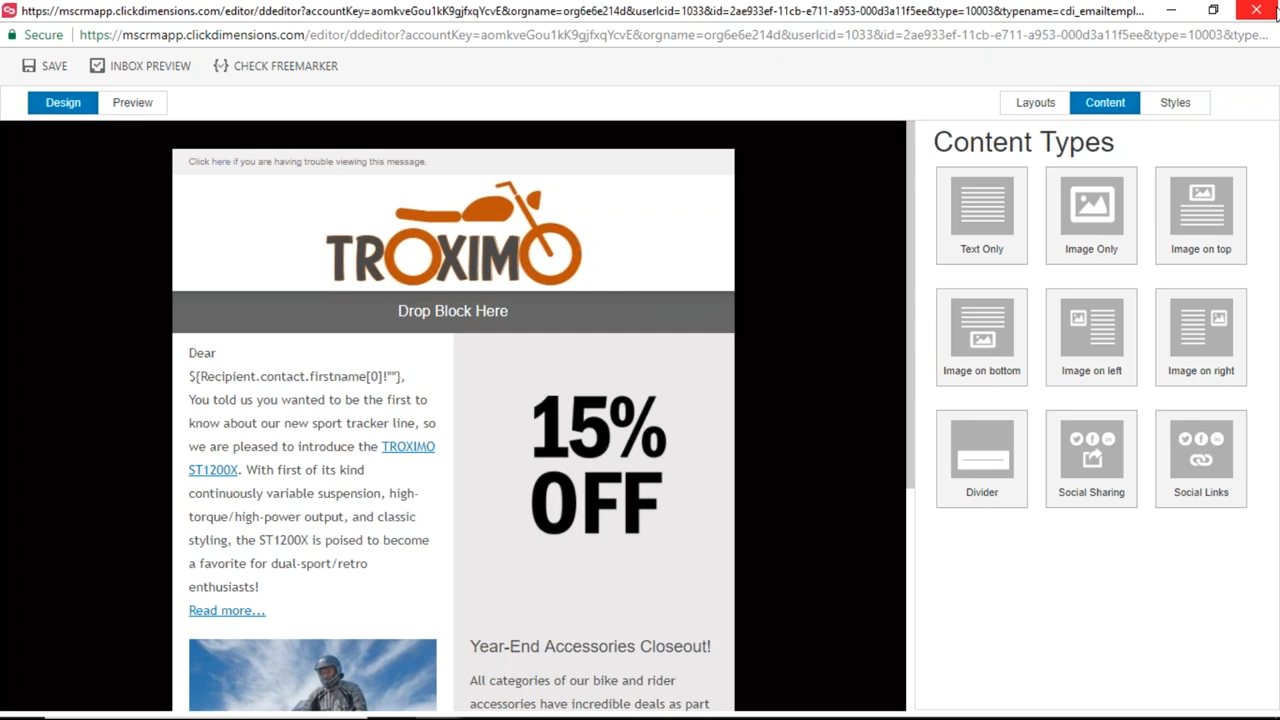 https://mscrmapp.clickdimensions.com/editor/ddeditor?accountKey=aomkveGou1kK9gjfxqYcvE&orgname=org6e6e214d&userlcid=1033&id=2ae933ef-11cb-e711-a953-000d3a11f5ee&type=10003&typename=cdi_emailtempl...
Secure https://mscrmapp.clickdimensions.com/editor/ddeditor?accountKey=aomkveGou1kK9gjfxqYcvE&orgname=org6e6e214d&userlcid=1033&id=2ae933ef-11cb-e711-a953-000d3a11f5ee&type=10003&type...
SAVE INBOX PREVIEW CHECK FREEMARKER
Design Preview Layouts Content Styles
Click here if you are having trouble viewing this message.
TROXIMO
Drop Block Here
Dear
${Recipient.contact.firstname[0]!""},
You told us you wanted to be the first to
know about our new sport tracker line, so
we are pleased to introduce the TROXIMO
ST1200X. With first of its kind
continuously variable suspension, high-
torque/high-power output, and classic
styling, the ST1200X is poised to become
a favorite for dual-sport/retro
enthusiasts!
Read more...
15%
OFF
Year-End Accessories Closeout!
All categories of our bike and rider
accessories have incredible deals as part
Content Types
Text Only Image Only Image on top
Image on bottom Image on left Image on right
Divider Social Sharing Social Links